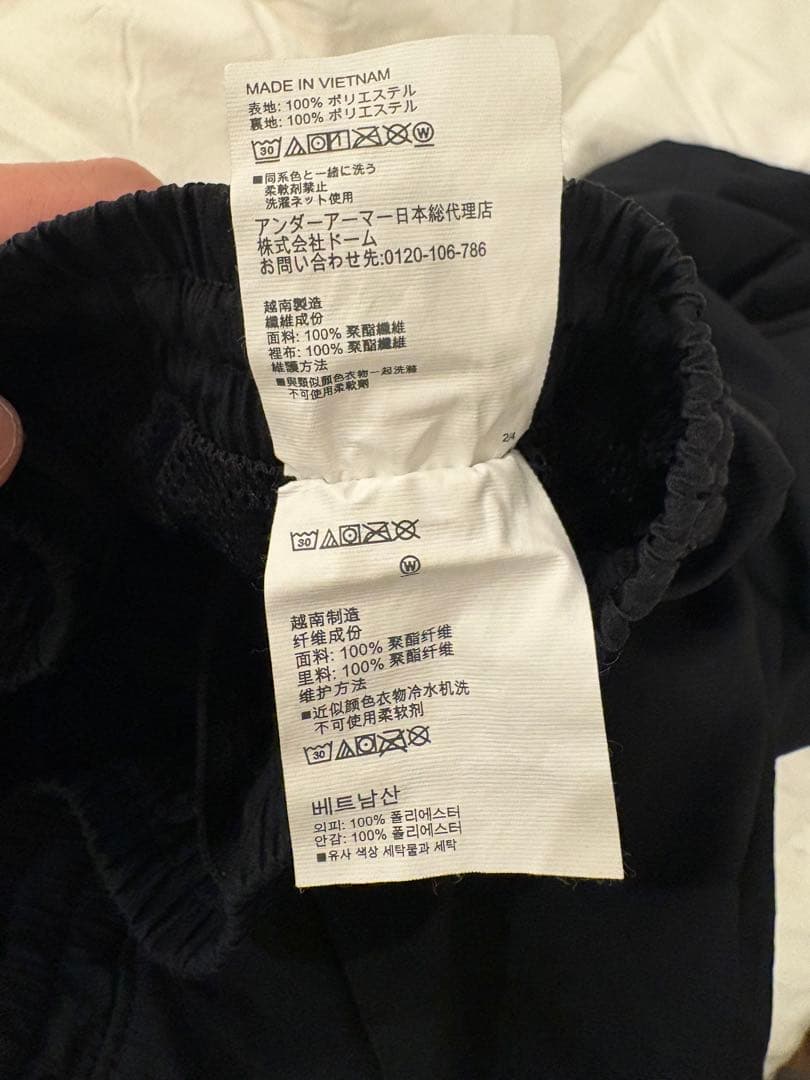 MADE IN VIETNAM
表地: 100% ポリエステル
裏地: 100% ポリエステル
30 W
■同系色と一緒に洗う
柔軟剤禁止
洗濯ネット使用
アンダーアーマー日本総代理店
株式会社ドーム
お問い合わせ先:0120-106-786
越南製造
纖維成份
面料: 100% 聚酯纖維
裡布: 100% 聚酯纖維
維護方法
■與類似顏色衣物一起洗滌
不可使用柔軟劑
2/4
30
W
越南制造
纤维成份
面料: 100% 聚酯纤维
里料: 100% 聚酯纤维
维护方法
■近似颜色衣物冷水机洗
不可使用柔软剂
30
베트남산
외피: 100% 폴리에스터
안감: 100% 폴리에스터
■유사 색상 세탁물과 세탁